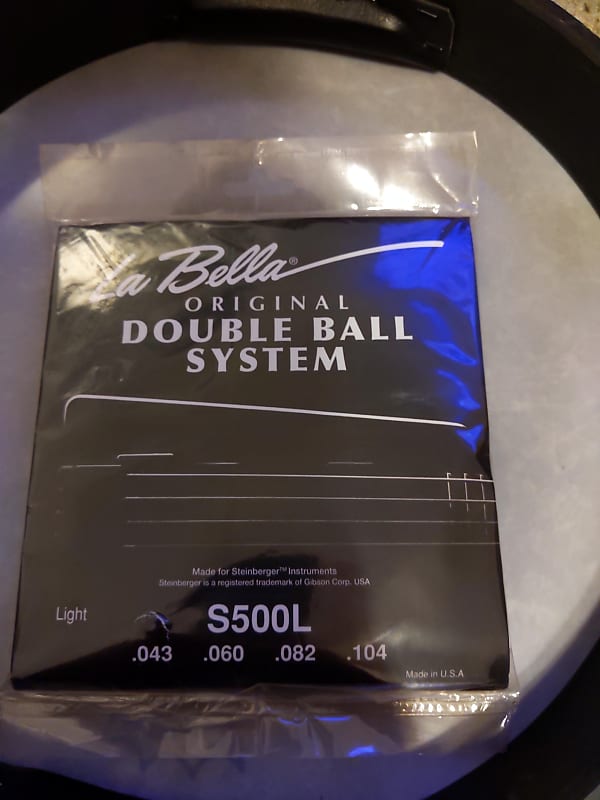 La Bella®
ORIGINAL
DOUBLE BALL
SYSTEM
Made for Steinberger™ Instruments
Steinberger is a registered trademark of Gibson Corp. USA
Light
S500L
.043 .060 .082 .104
Made in U.S.A